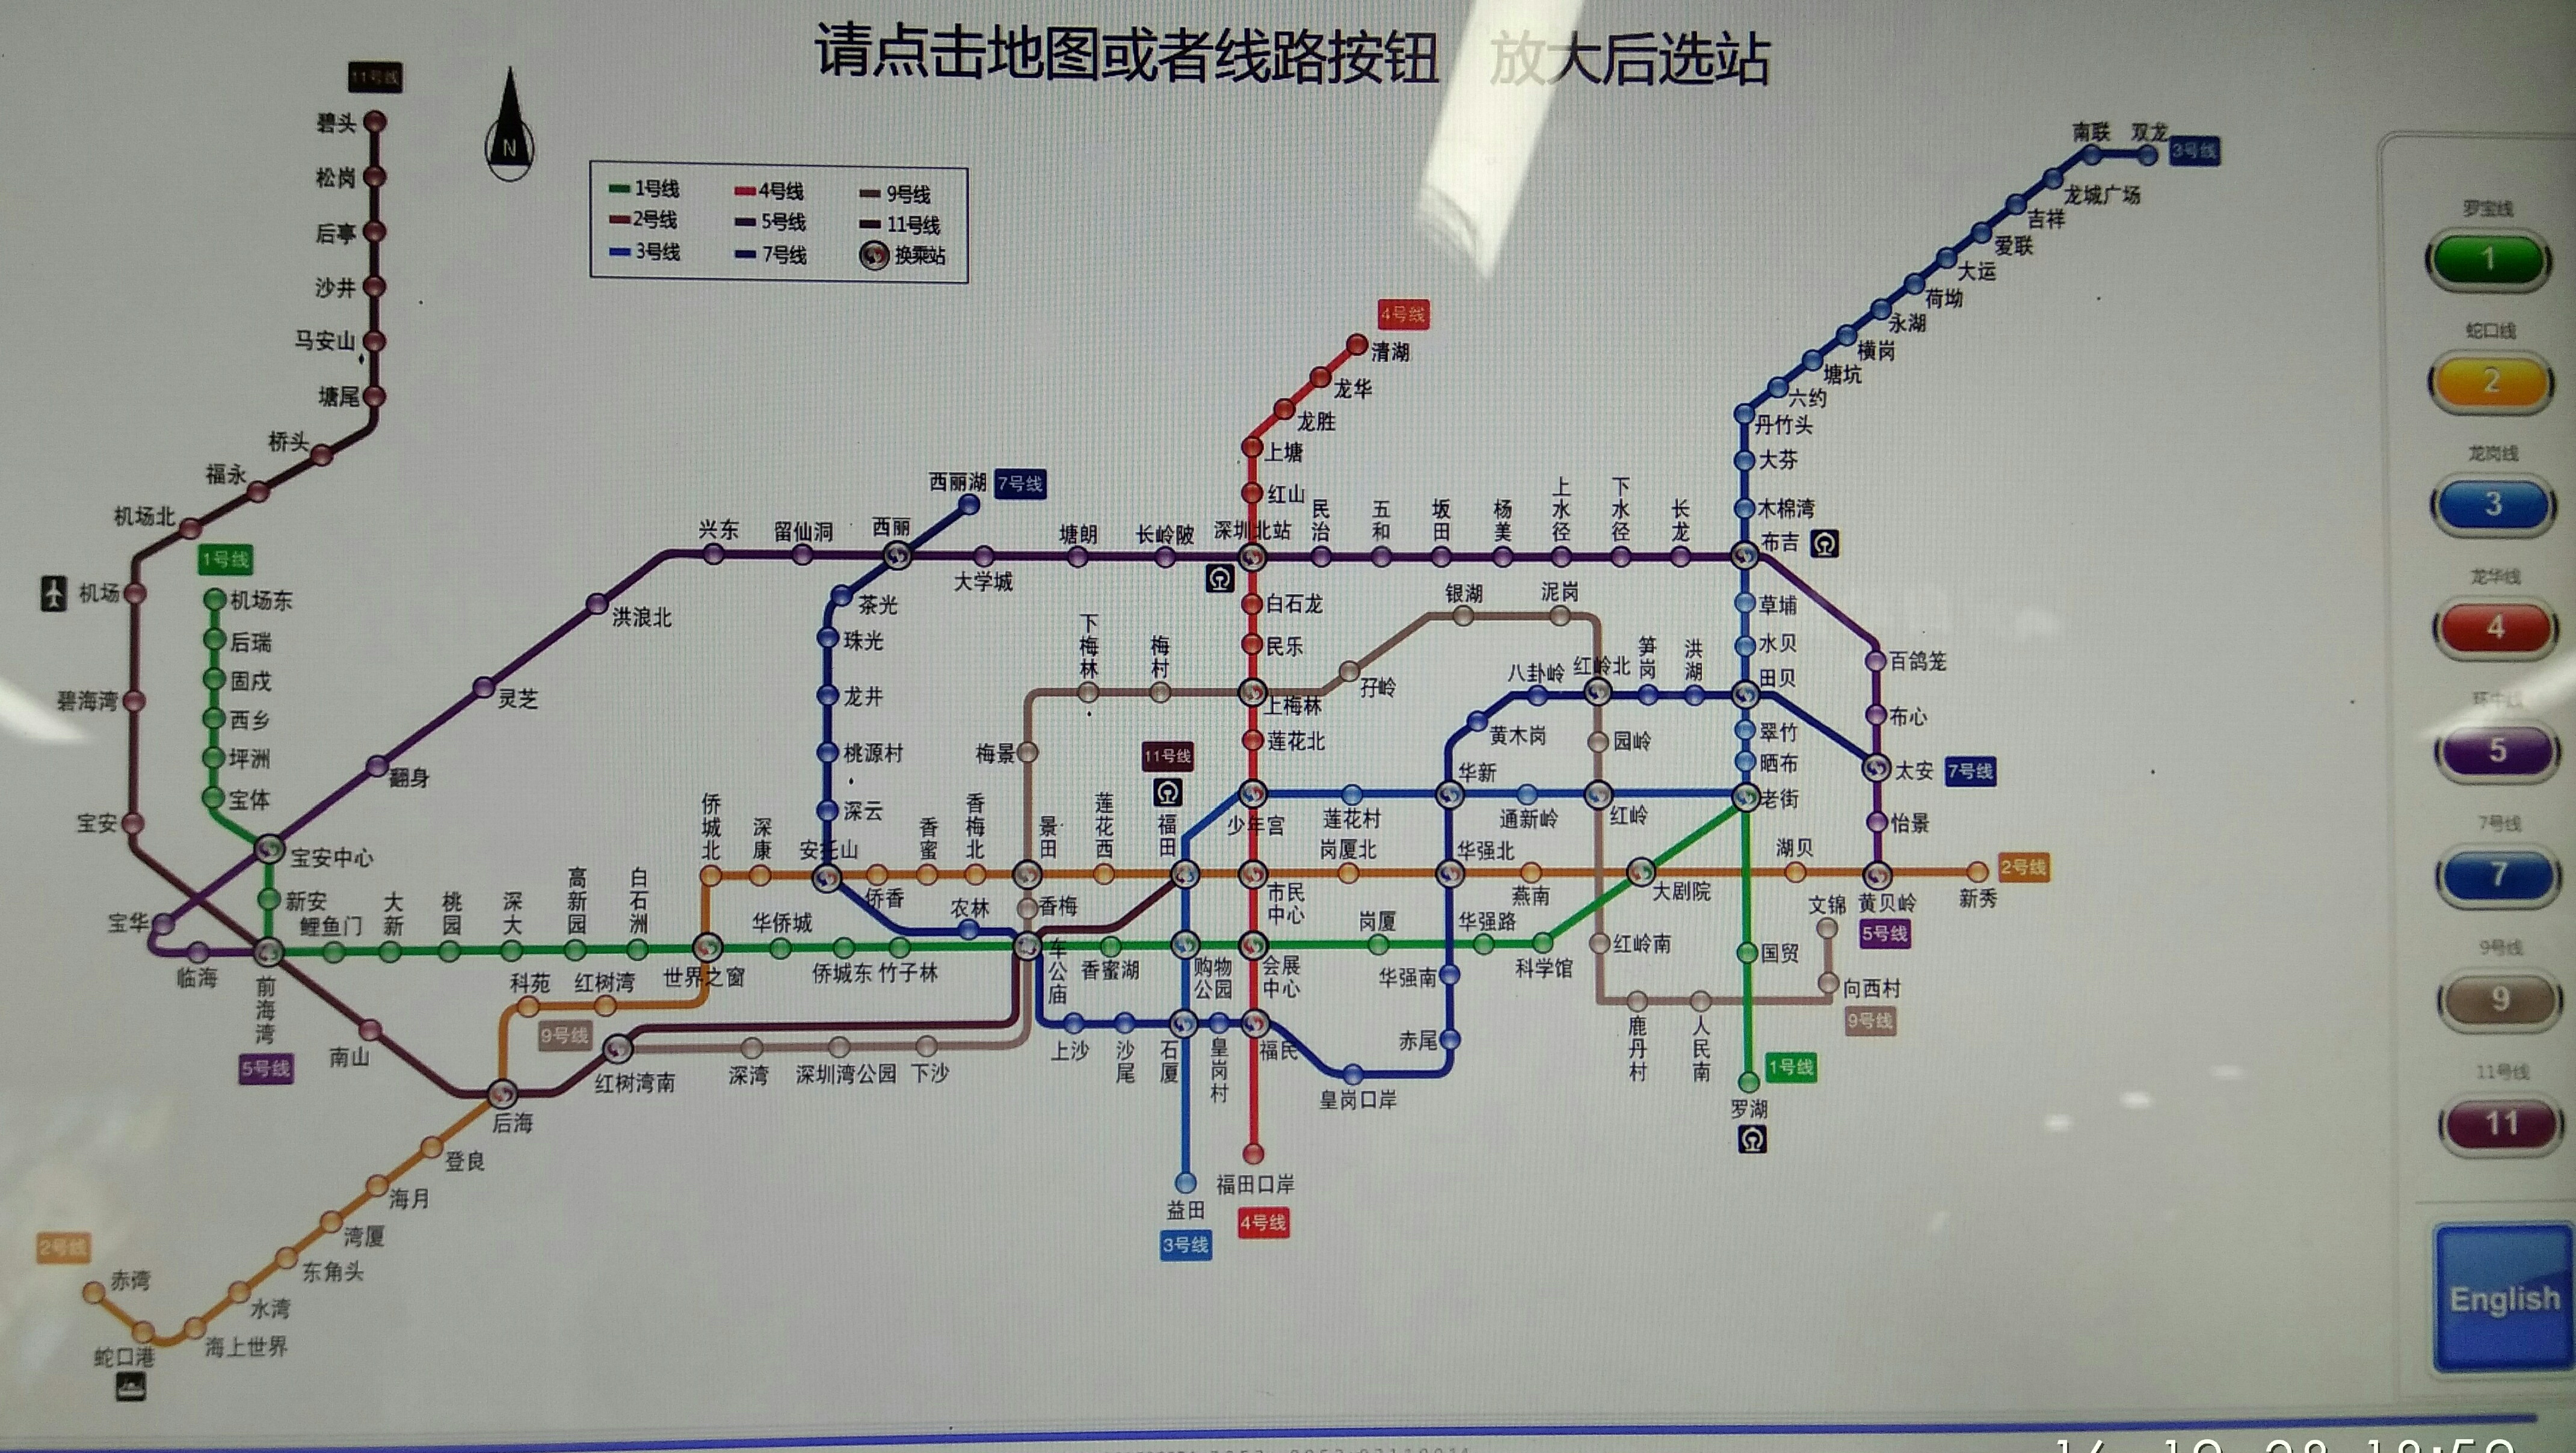 请点击地图或者线路按钮 放大后选站
11号线
碧头
松岗
后亭
沙井
马安山
塘尾
桥头
福永
机场北
机场
碧海湾
宝安
N
1号线
2号线
3号线
4号线
5号线
7号线
9号线
11号线
换乘站
南联
双龙
3号线
龙城广场
吉祥
爱联
大运
荷坳
永湖
横岗
塘坑
六约
丹竹头
大芬
木棉湾
布吉
草埔
水贝
田贝
翠竹
晒布
老街
4号线
清湖
龙华
龙胜
上塘
红山
深圳北站
白石龙
民乐
上梅林
莲花北
少年宫
市民中心
会展中心
福民
福田口岸
4号线
西丽湖
7号线
西丽
茶光
珠光
龙井
桃源村
深云
安托山
农林
车公庙
上沙
沙尾
石厦
皇岗村
皇岗口岸
赤尾
华强南
华强北
华新
黄木岗
八卦岭
红岭北
笋岗
洪湖
太安
7号线
兴东
留仙洞
大学城
塘朗
长岭陂
民治
五和
坂田
杨美
上水径
下水径
长龙
百鸽笼
布心
怡景
黄贝岭
5号线
洪浪北
灵芝
翻身
宝安中心
宝华
临海
前海湾
5号线
1号线
机场东
后瑞
固戍
西乡
坪洲
宝体
新安
鲤鱼门
大新
桃园
深大
高新园
白石洲
世界之窗
华侨城
侨城东
竹子林
香蜜湖
购物公园
岗厦
华强路
科学馆
大剧院
国贸
1号线
罗湖
下梅林
梅村
梅景
景田
香梅
孖岭
银湖
泥岗
园岭
红岭
红岭南
鹿丹村
人民南
向西村
文锦
9号线
9号线
红树湾南
深湾
深圳湾公园
下沙
11号线
福田
莲花村
通新岭
益田
3号线
侨城北
深康
侨香
香蜜
香梅北
莲花西
岗厦北
燕南
湖贝
新秀
2号线
科苑
红树湾
南山
后海
登良
海月
湾厦
东角头
水湾
海上世界
蛇口港
赤湾
2号线
罗宝线
1
蛇口线
2
龙岗线
3
龙华线
4
环中线
5
7号线
7
9号线
9
11号线
11
English